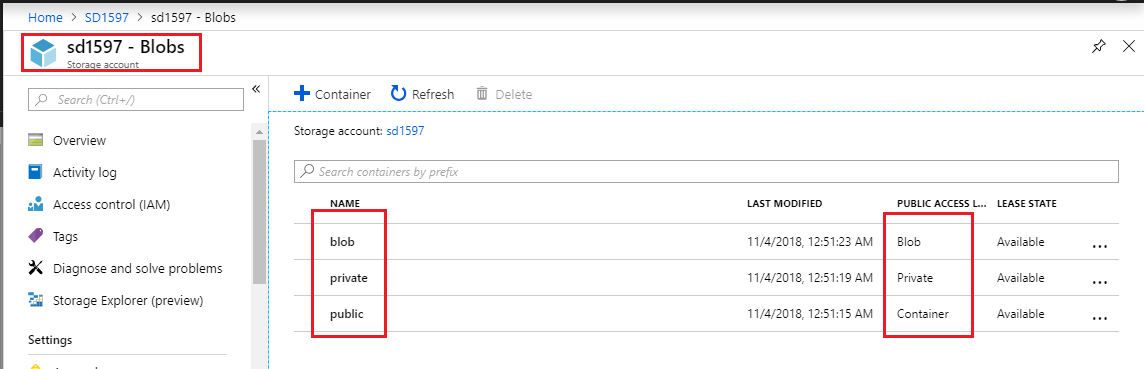 Home > SD1597 > sd1597 - Blobs
sd1597 - Blobs
Storage account
Search (Ctrl+/)
«
Overview
Activity log
Access control (IAM)
Tags
Diagnose and solve problems
Storage Explorer (preview)
Settings
Container Refresh Delete
Storage account: sd1597
Search containers by prefix
NAME LAST MODIFIED PUBLIC ACCESS L... LEASE STATE
blob 11/4/2018, 12:51:23 AM Blob Available ...
private 11/4/2018, 12:51:19 AM Private Available ...
public 11/4/2018, 12:51:15 AM Container Available ...